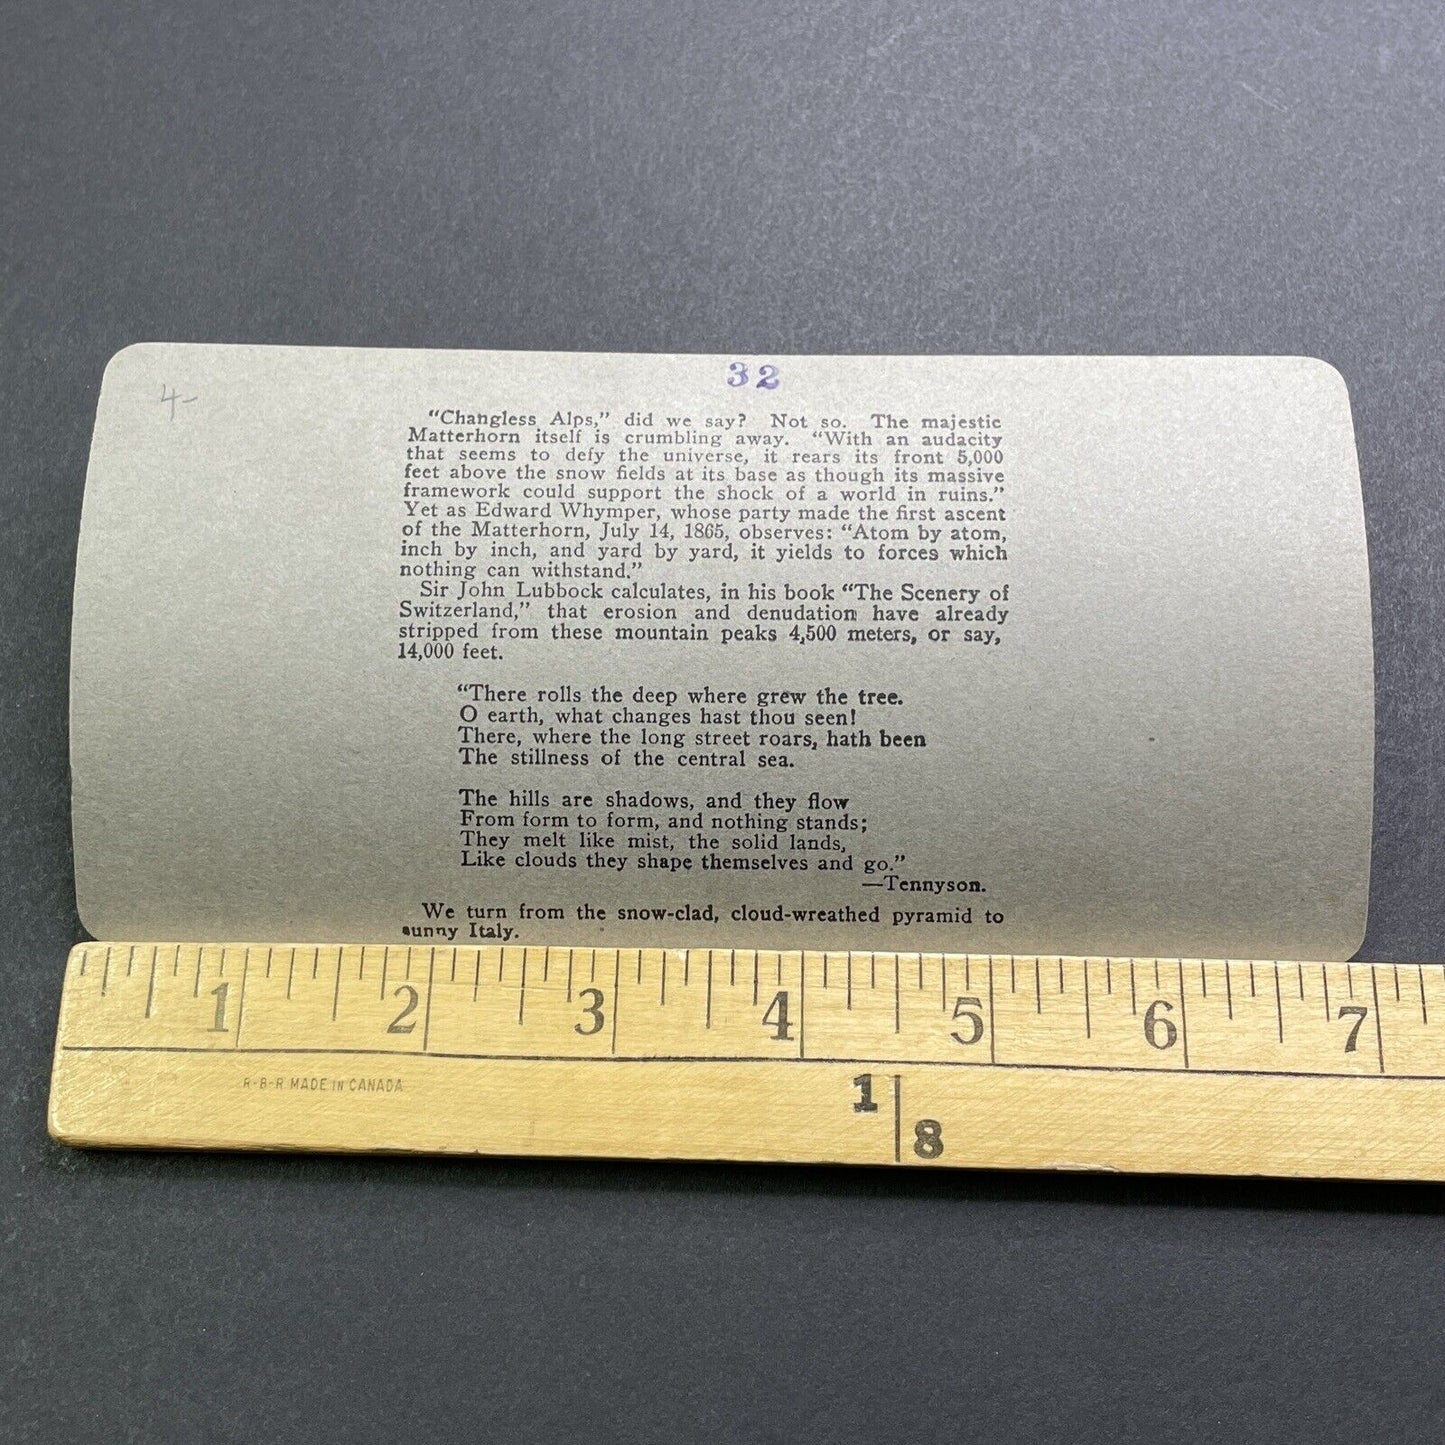 4-
32
"Changless Alps," did we say? Not so. The majestic
Matterhorn itself is crumbling away. "With an audacity
that seems to defy the universe, it rears its front 5,000
feet above the snow fields at its base as though its massive
framework could support the shock of a world in ruins."
Yet as Edward Whymper, whose party made the first ascent
of the Matterhorn, July 14, 1865, observes: "Atom by atom,
inch by inch, and yard by yard, it yields to forces which
nothing can withstand."
Sir John Lubbock calculates, in his book "The Scenery of
Switzerland," that erosion and denudation have already
stripped from these mountain peaks 4,500 meters, or say,
14,000 feet.
"There rolls the deep where grew the tree.
O earth, what changes hast thou seen!
There, where the long street roars, hath been
The stillness of the central sea.
The hills are shadows, and they flow
From form to form, and nothing stands;
They melt like mist, the solid lands,
Like clouds they shape themselves and go."
—Tennyson.
We turn from the snow-clad, cloud-wreathed pyramid to
sunny Italy.
1 2 3 4 5 6 7
R-B-R MADE IN CANADA
1 8